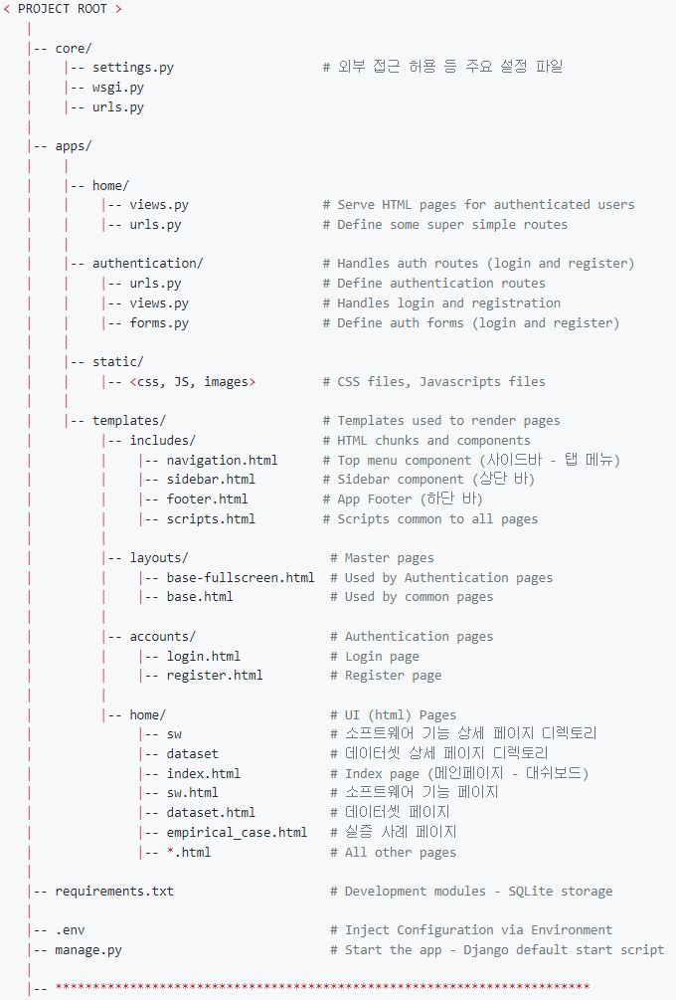 < PROJECT ROOT >
   |
   |-- core/
   |    |-- settings.py                    # 외부 접근 허용 등 주요 설정 파일
   |    |-- wsgi.py
   |    |-- urls.py
   |
   |-- apps/
   |    |
   |    |-- home/
   |    |    |-- views.py                  # Serve HTML pages for authenticated users
   |    |    |-- urls.py                   # Define some super simple routes
   |    |
   |    |-- authentication/                # Handles auth routes (login and register)
   |    |    |-- urls.py                   # Define authentication routes
   |    |    |-- views.py                  # Handles login and registration
   |    |    |-- forms.py                  # Define auth forms (login and register)
   |    |
   |    |-- static/
   |    |    |-- <css, JS, images>         # CSS files, Javascripts files
   |    |
   |    |-- templates/                     # Templates used to render pages
   |         |-- includes/                 # HTML chunks and components
   |         |    |-- navigation.html      # Top menu component (사이드바 - 탭 메뉴)
   |         |    |-- sidebar.html         # Sidebar component (상단 바)
   |         |    |-- footer.html          # App Footer (하단 바)
   |         |    |-- scripts.html         # Scripts common to all pages
   |         |
   |         |-- layouts/                   # Master pages
   |         |    |-- base-fullscreen.html  # Used by Authentication pages
   |         |    |-- base.html             # Used by common pages
   |         |
   |         |-- accounts/                  # Authentication pages
   |         |    |-- login.html            # Login page
   |         |    |-- register.html         # Register page
   |         |
   |         |-- home/                      # UI (html) Pages
   |              |-- sw                    # 소프트웨어 기능 상세 페이지 디렉토리
   |              |-- dataset               # 데이터셋 상세 페이지 디렉토리
   |              |-- index.html            # Index page (메인페이지 - 대쉬보드)
   |              |-- sw.html               # 소프트웨어 기능 페이지
   |              |-- dataset.html          # 데이터셋 페이지
   |              |-- empirical_case.html   # 실증 사례 페이지
   |              |-- *.html                # All other pages
   |
   |-- requirements.txt                     # Development modules - SQLite storage
   |
   |-- .env                                 # Inject Configuration via Environment
   |-- manage.py                            # Start the app - Django default start script
   |
   |-- ************************************************************************